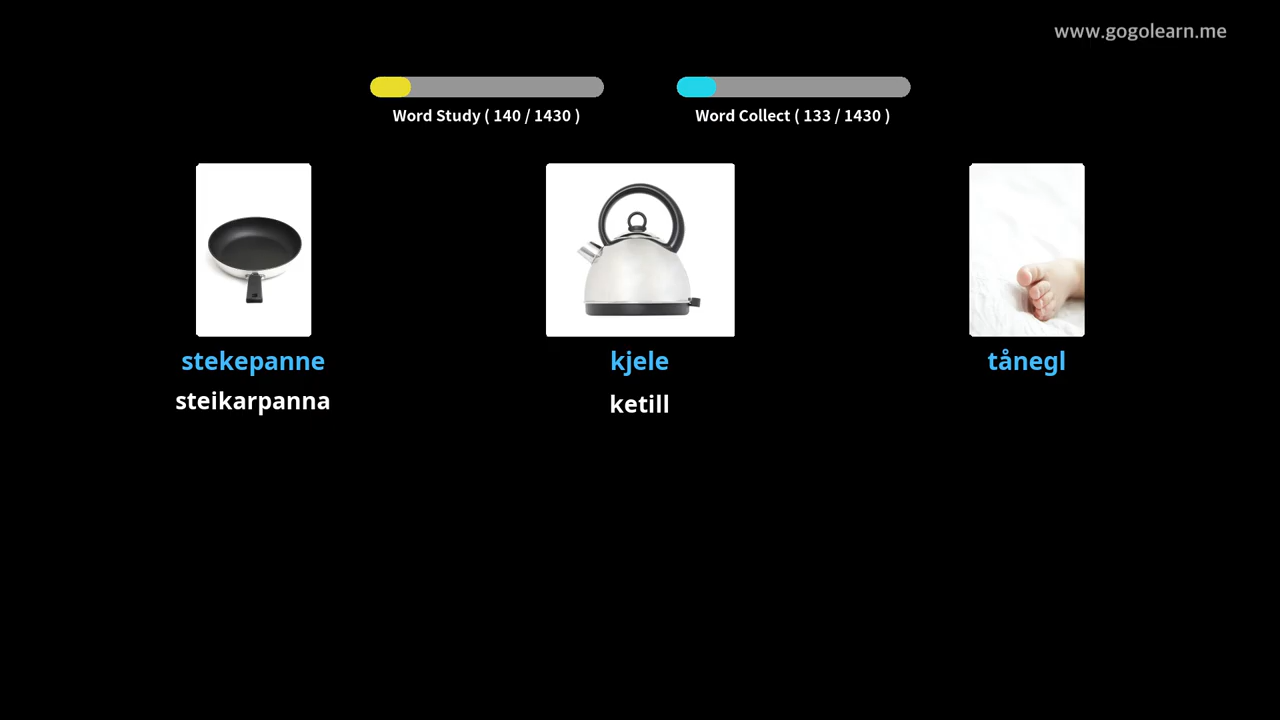 www.gogolearn.me
Word Study ( 140 / 1430 )
Word Collect ( 133 / 1430 )
stekepanne
kjele
tånegl
steikarpanna
ketill